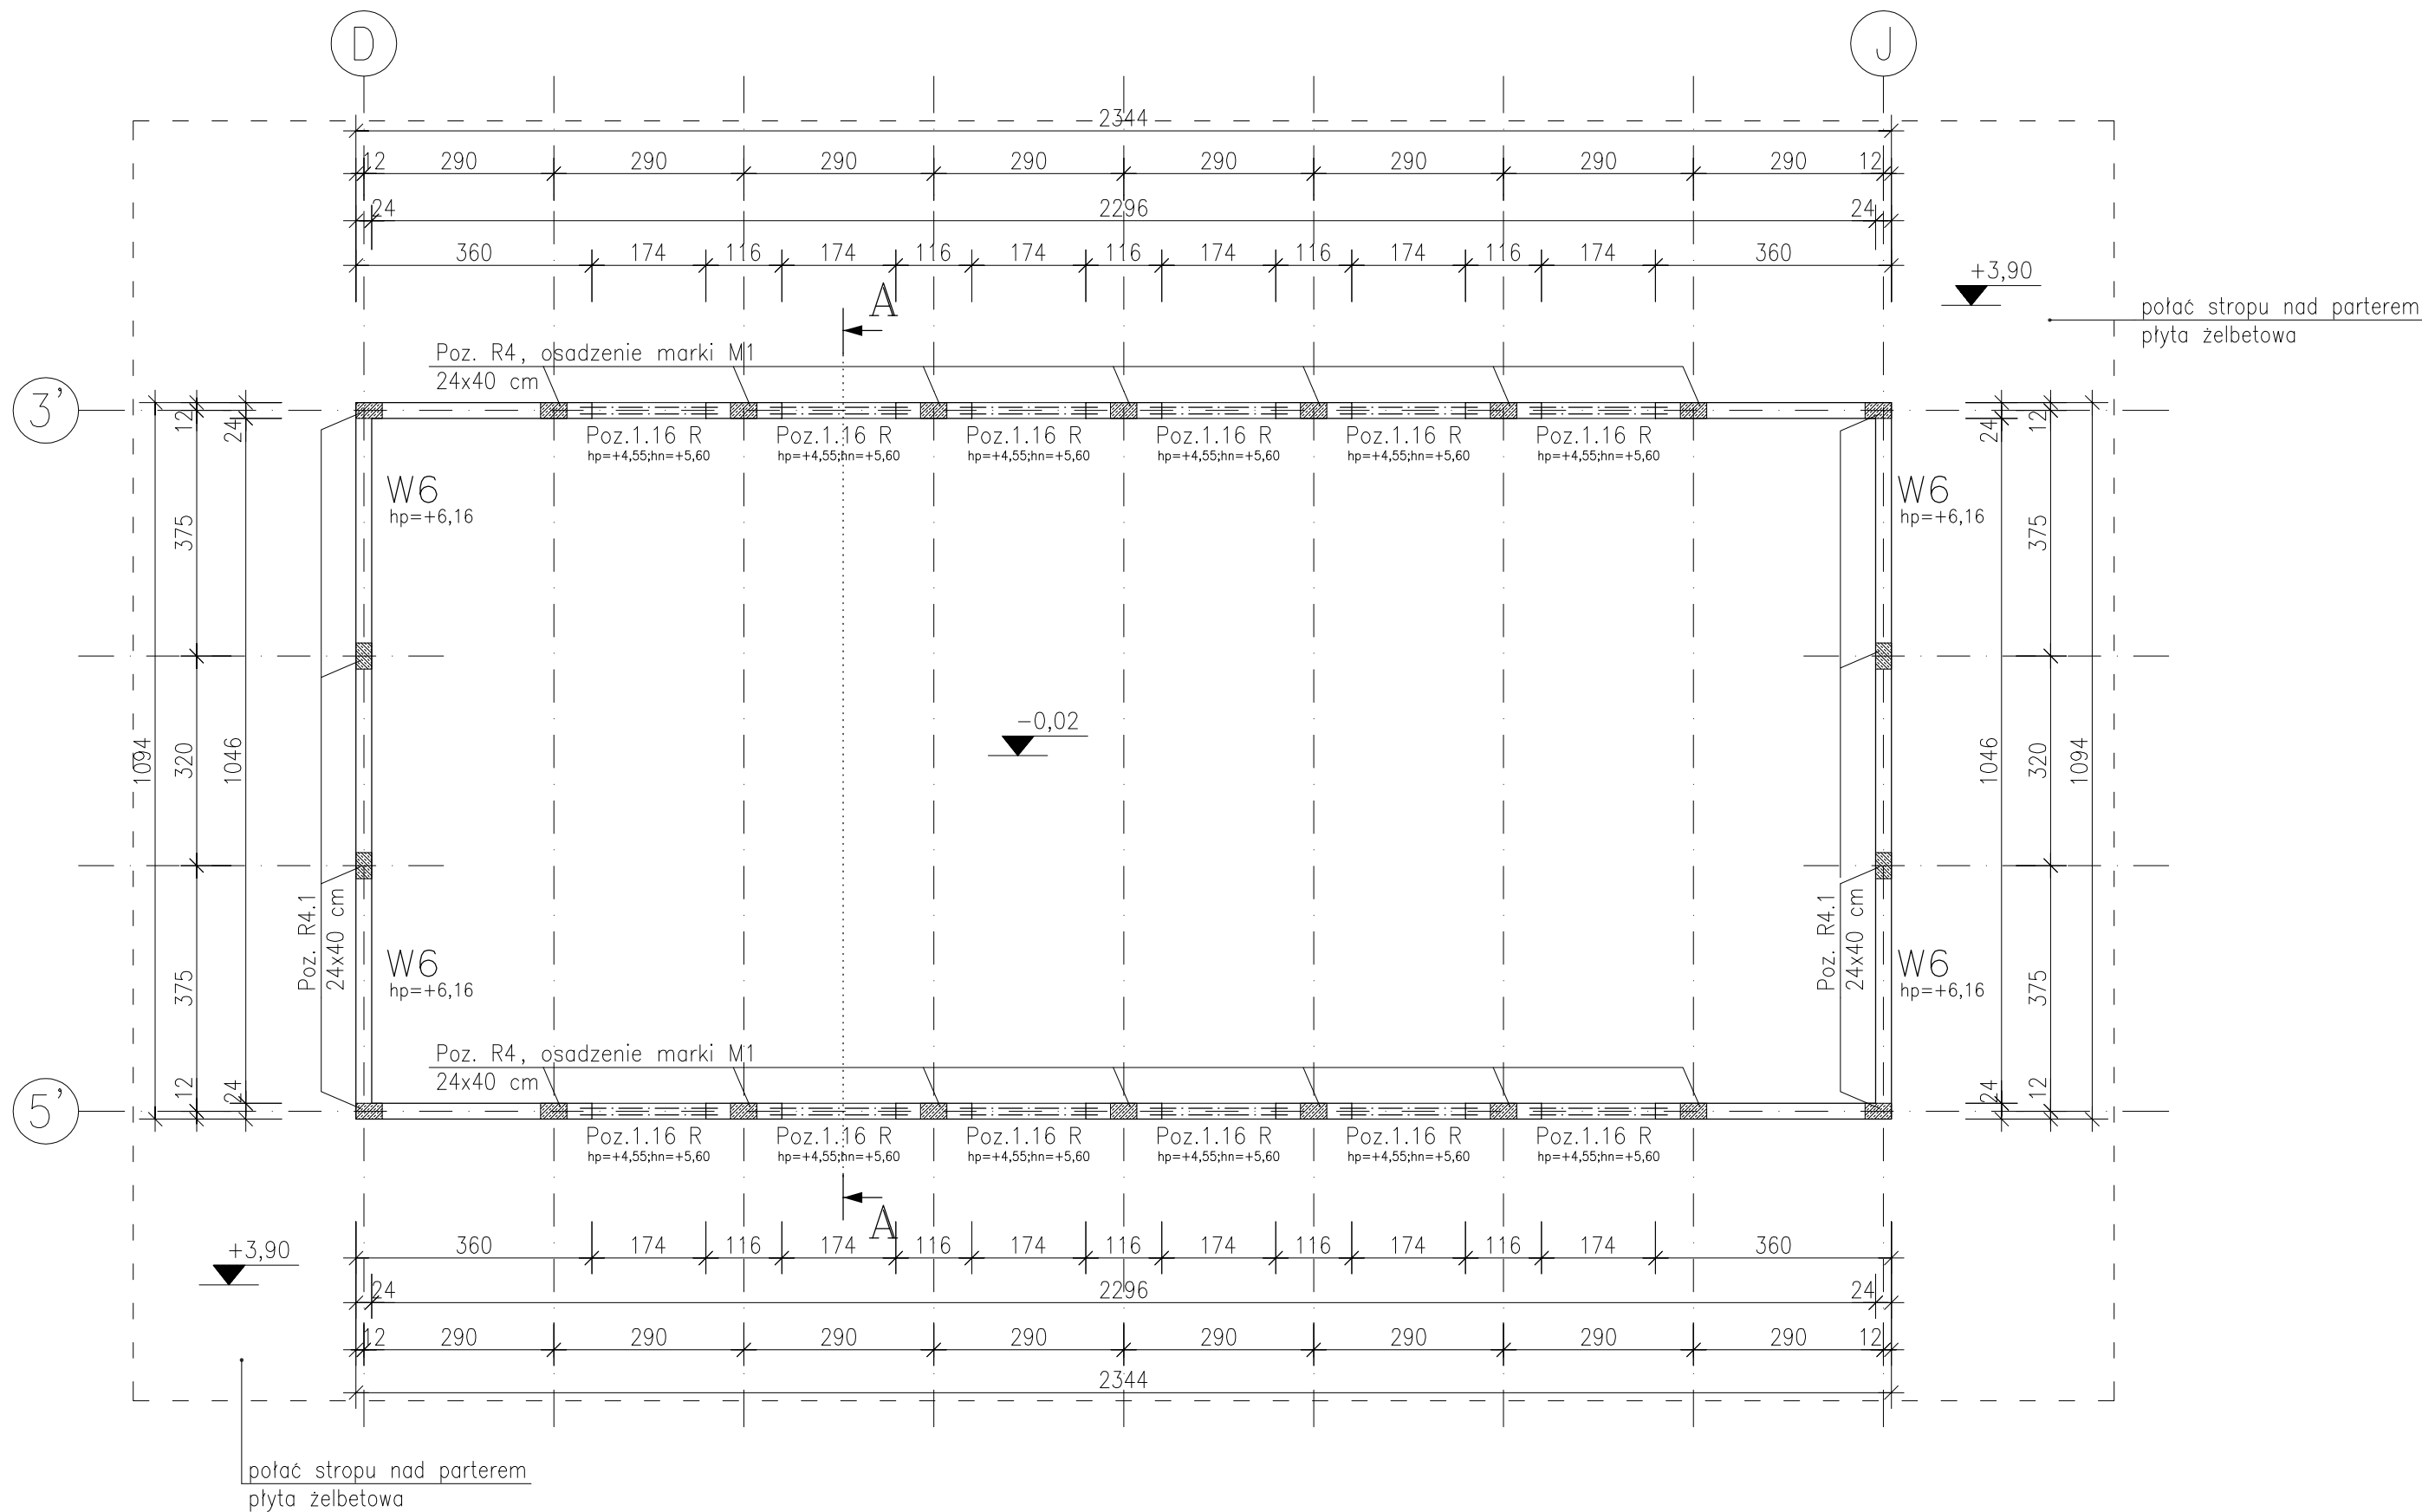 D
J
2344
12 290 290 290 290 290 290 290 290 12
24 2296 24
360 174 116 174 116 174 116 174 116 174 116 174 360
+3,90
A
połać stropu nad parterem
płyta żelbetowa
Poz. R4, osadzenie marki M1
24x40 cm
3'
12
24
24
12
Poz.1.16 R Poz.1.16 R Poz.1.16 R Poz.1.16 R Poz.1.16 R Poz.1.16 R
hp=+4,55;hn=+5,60 hp=+4,55;hn=+5,60 hp=+4,55;hn=+5,60 hp=+4,55;hn=+5,60 hp=+4,55;hn=+5,60 hp=+4,55;hn=+5,60
W6
hp=+6,16
W6
hp=+6,16
375
375
-0,02
1094
320
1046
1046
320
1094
Poz. R4.1
24x40 cm
Poz. R4.1
24x40 cm
W6
hp=+6,16
W6
hp=+6,16
375
375
Poz. R4, osadzenie marki M1
24x40 cm
5'
12
24
24
12
Poz.1.16 R Poz.1.16 R Poz.1.16 R Poz.1.16 R Poz.1.16 R Poz.1.16 R
hp=+4,55;hn=+5,60 hp=+4,55;hn=+5,60 hp=+4,55;hn=+5,60 hp=+4,55;hn=+5,60 hp=+4,55;hn=+5,60 hp=+4,55;hn=+5,60
A
+3,90
360 174 116 174 116 174 116 174 116 174 116 174 360
24 2296 24
12 290 290 290 290 290 290 290 290 12
2344
połać stropu nad parterem
płyta żelbetowa